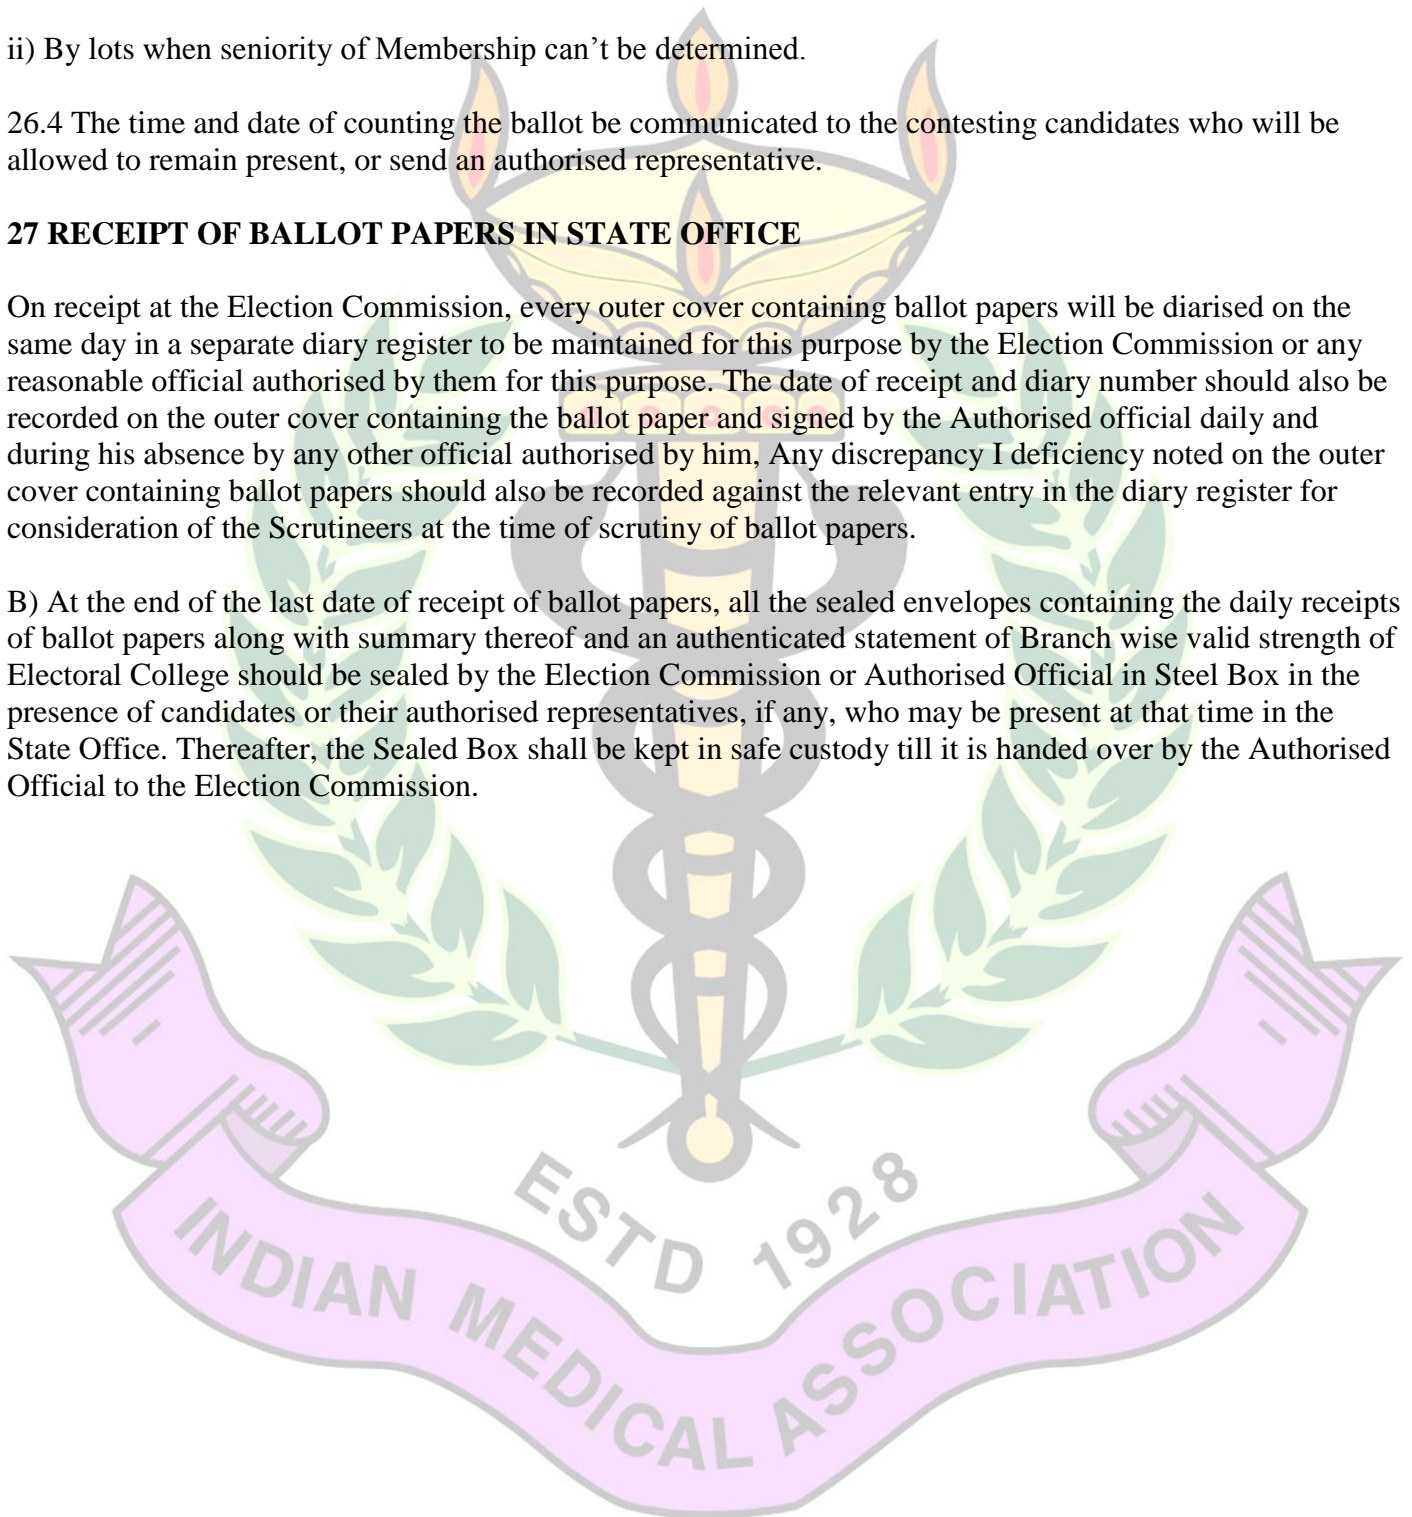 ii) By lots when seniority of Membership can’t be determined.
26.4 The time and date of counting the ballot be communicated to the contesting candidates who will be
allowed to remain present, or send an authorised representative.
27 RECEIPT OF BALLOT PAPERS IN STATE OFFICE
On receipt at the Election Commission, every outer cover containing ballot papers will be diarised on the
same day in a separate diary register to be maintained for this purpose by the Election Commission or any
reasonable official authorised by them for this purpose. The date of receipt and diary number should also be
recorded on the outer cover containing the ballot paper and signed by the Authorised official daily and
during his absence by any other official authorised by him, Any discrepancy I deficiency noted on the outer
cover containing ballot papers should also be recorded against the relevant entry in the diary register for
consideration of the Scrutineers at the time of scrutiny of ballot papers.
B) At the end of the last date of receipt of ballot papers, all the sealed envelopes containing the daily receipts
of ballot papers along with summary thereof and an authenticated statement of Branch wise valid strength of
Electoral College should be sealed by the Election Commission or Authorised Official in Steel Box in the
presence of candidates or their authorised representatives, if any, who may be present at that time in the
State Office. Thereafter, the Sealed Box shall be kept in safe custody till it is handed over by the Authorised
Official to the Election Commission.
ESTD 1928
INDIAN MEDICAL ASSOCIATION